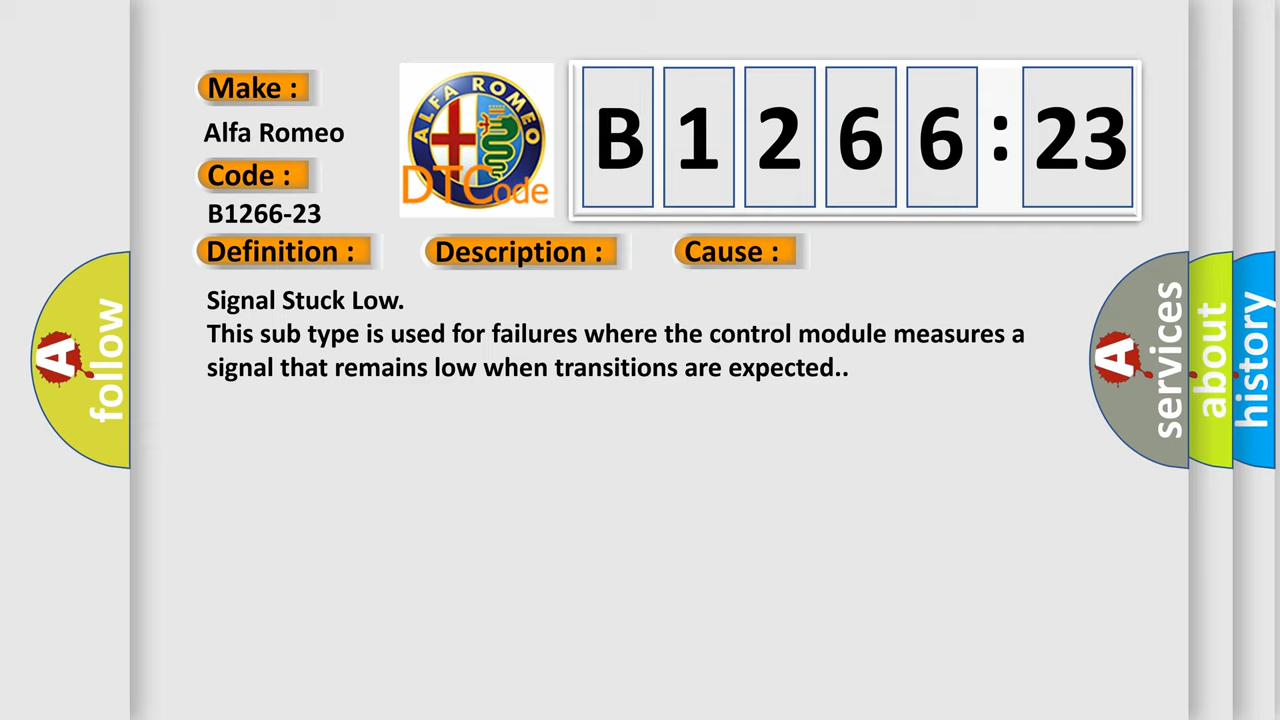 Make :
Alfa Romeo
Code :
B1266-23
ALFA ROMEO
DTCode
B 1 2 6 6 : 23
Definition :
Description :
Cause :
Signal Stuck Low.
This sub type is used for failures where the control module measures a
signal that remains low when transitions are expected..
A
follow
A
services
about
history